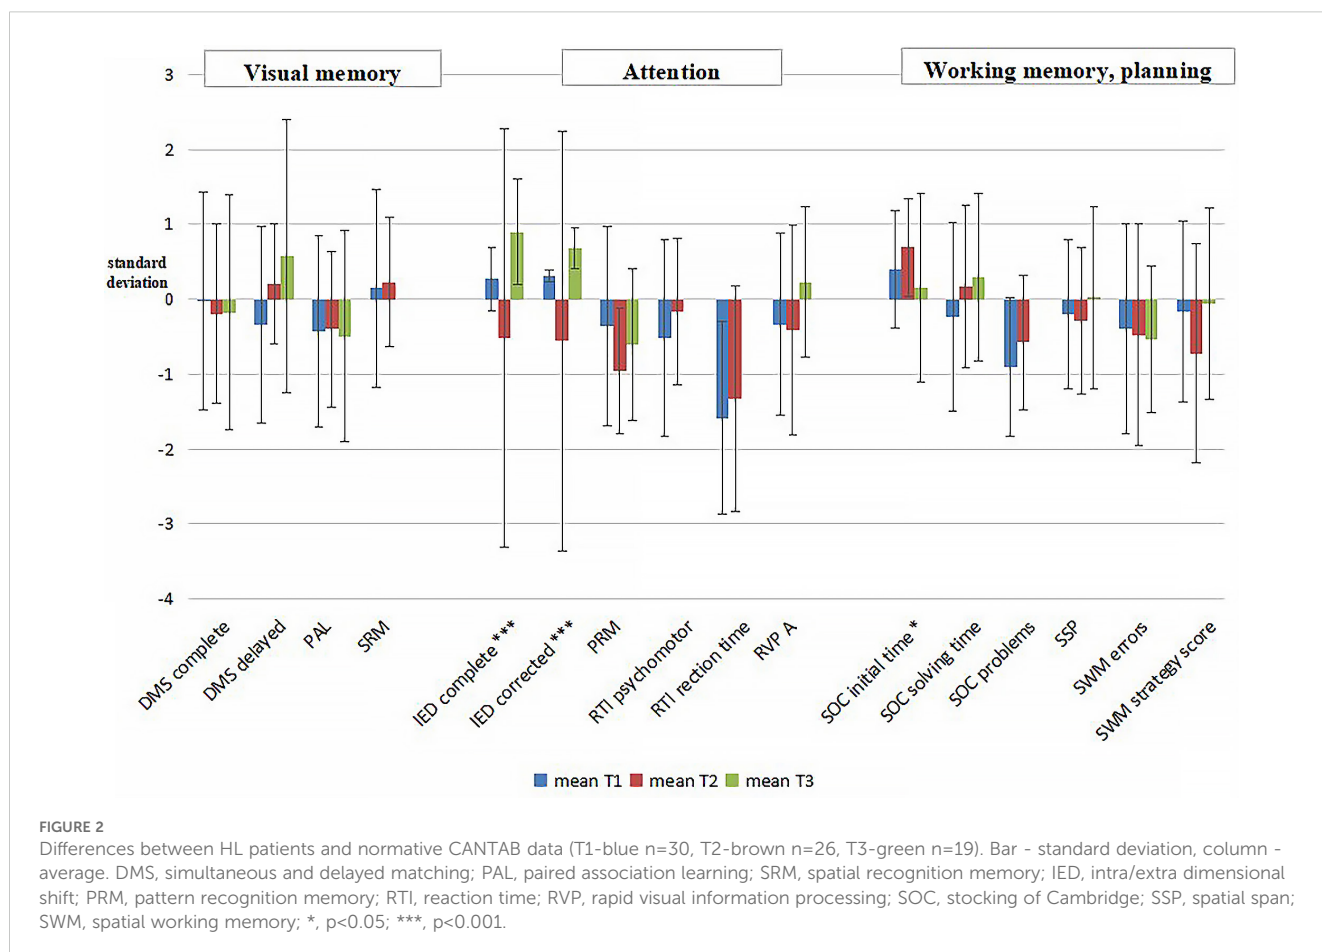 Visual memory
Attention
Working memory, planning
3
2
1
standard
deviation
0
-1
-2
-3
-4
DMS complete
DMS delayed
PAL
SRM
IED complete ***
IED corrected ***
PRM
RTI psychomotor
RTI rection time
RVP A
SOC initial time *
SOC solving time
SOC problems
SSP
SWM errors
SWM strategy score
mean T1 mean T2 mean T3
FIGURE 2
Differences between HL patients and normative CANTAB data (T1-blue n=30, T2-brown n=26, T3-green n=19). Bar - standard deviation, column -
average. DMS, simultaneous and delayed matching; PAL, paired association learning; SRM, spatial recognition memory; IED, intra/extra dimensional
shift; PRM, pattern recognition memory; RTI, reaction time; RVP, rapid visual information processing; SOC, stocking of Cambridge; SSP, spatial span;
SWM, spatial working memory; *, p<0.05; ***, p<0.001.